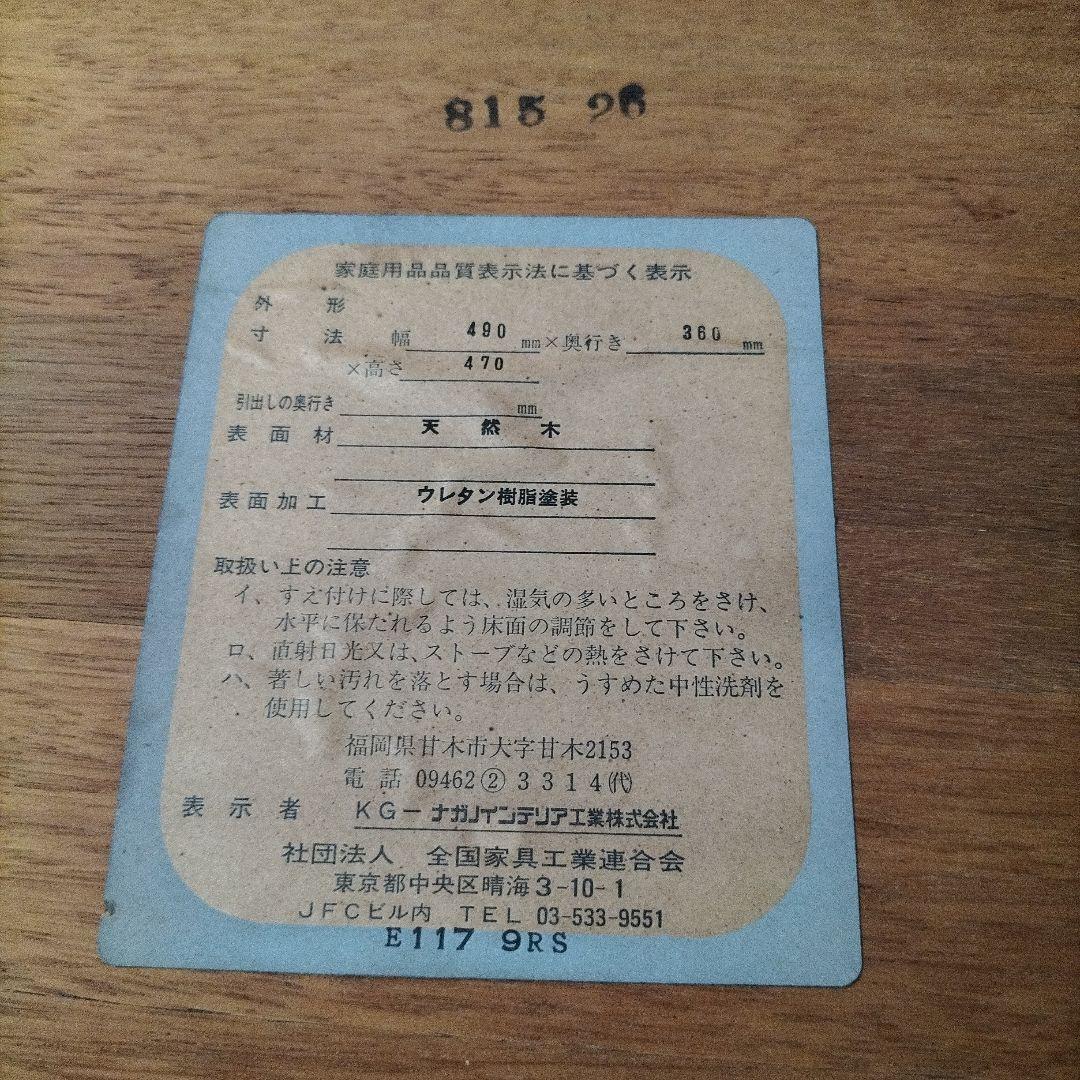 815 26
家庭用品品質表示法に基づく表示
外形
寸法 幅 490 mm×奥行き 360 mm
×高さ 470
引出しの奥行き mm
表面材 天然木
表面加工 ウレタン樹脂塗装
取扱い上の注意
イ、すえ付けに際しては、湿気の多いところをさけ、
水平に保たれるよう床面の調節をして下さい。
ロ、直射日光又は、ストーブなどの熱をさけて下さい。
ハ、著しい汚れを落とす場合は、うすめた中性洗剤を
使用してください。
福岡県甘木市大字甘木2153
電話 09462②3314㈹
表示者 KG-ナガノインテリア工業株式会社
社団法人 全国家具工業連合会
東京都中央区晴海3-10-1
JFCビル内 TEL 03-533-9551
E117 9RS